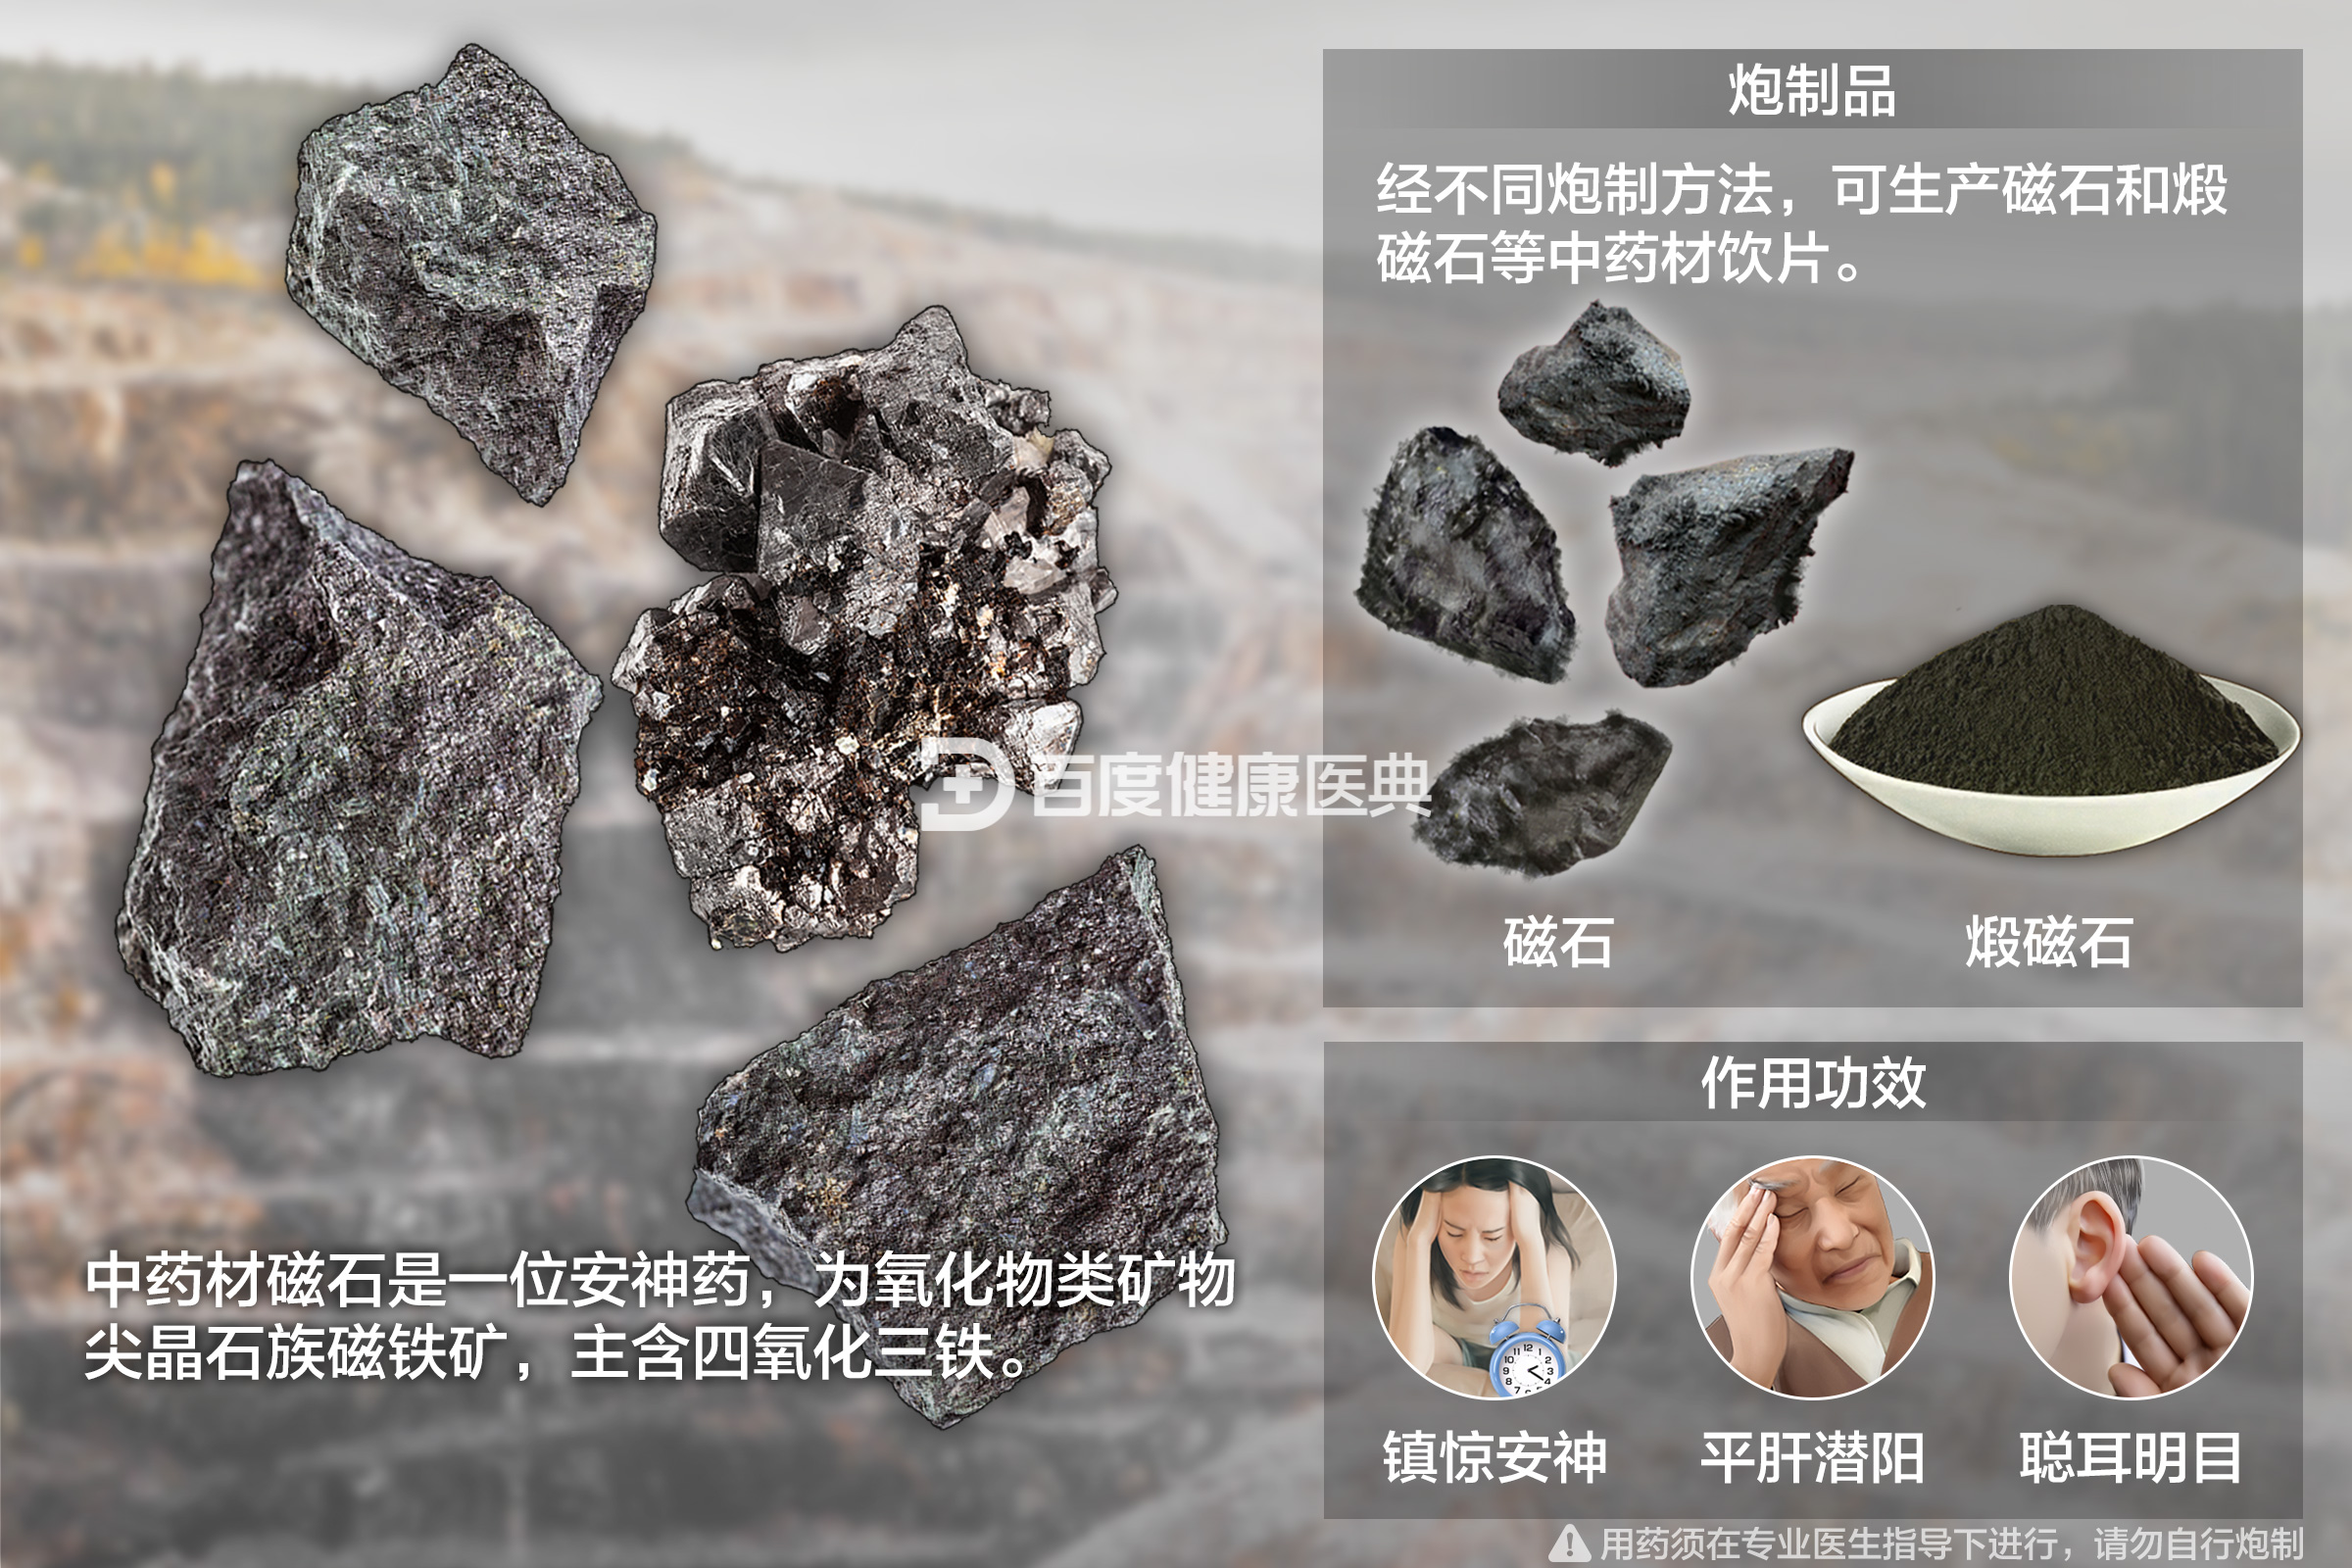 中药材磁石是一位安神药，为氧化物类矿物
尖晶石族磁铁矿，主含四氧化三铁。
百度健康医典
炮制品
经不同炮制方法，可生产磁石和煅
磁石等中药材饮片。
磁石
煅磁石
作用功效
镇惊安神
平肝潜阳
聪耳明目
用药须在专业医生指导下进行，请勿自行炮制